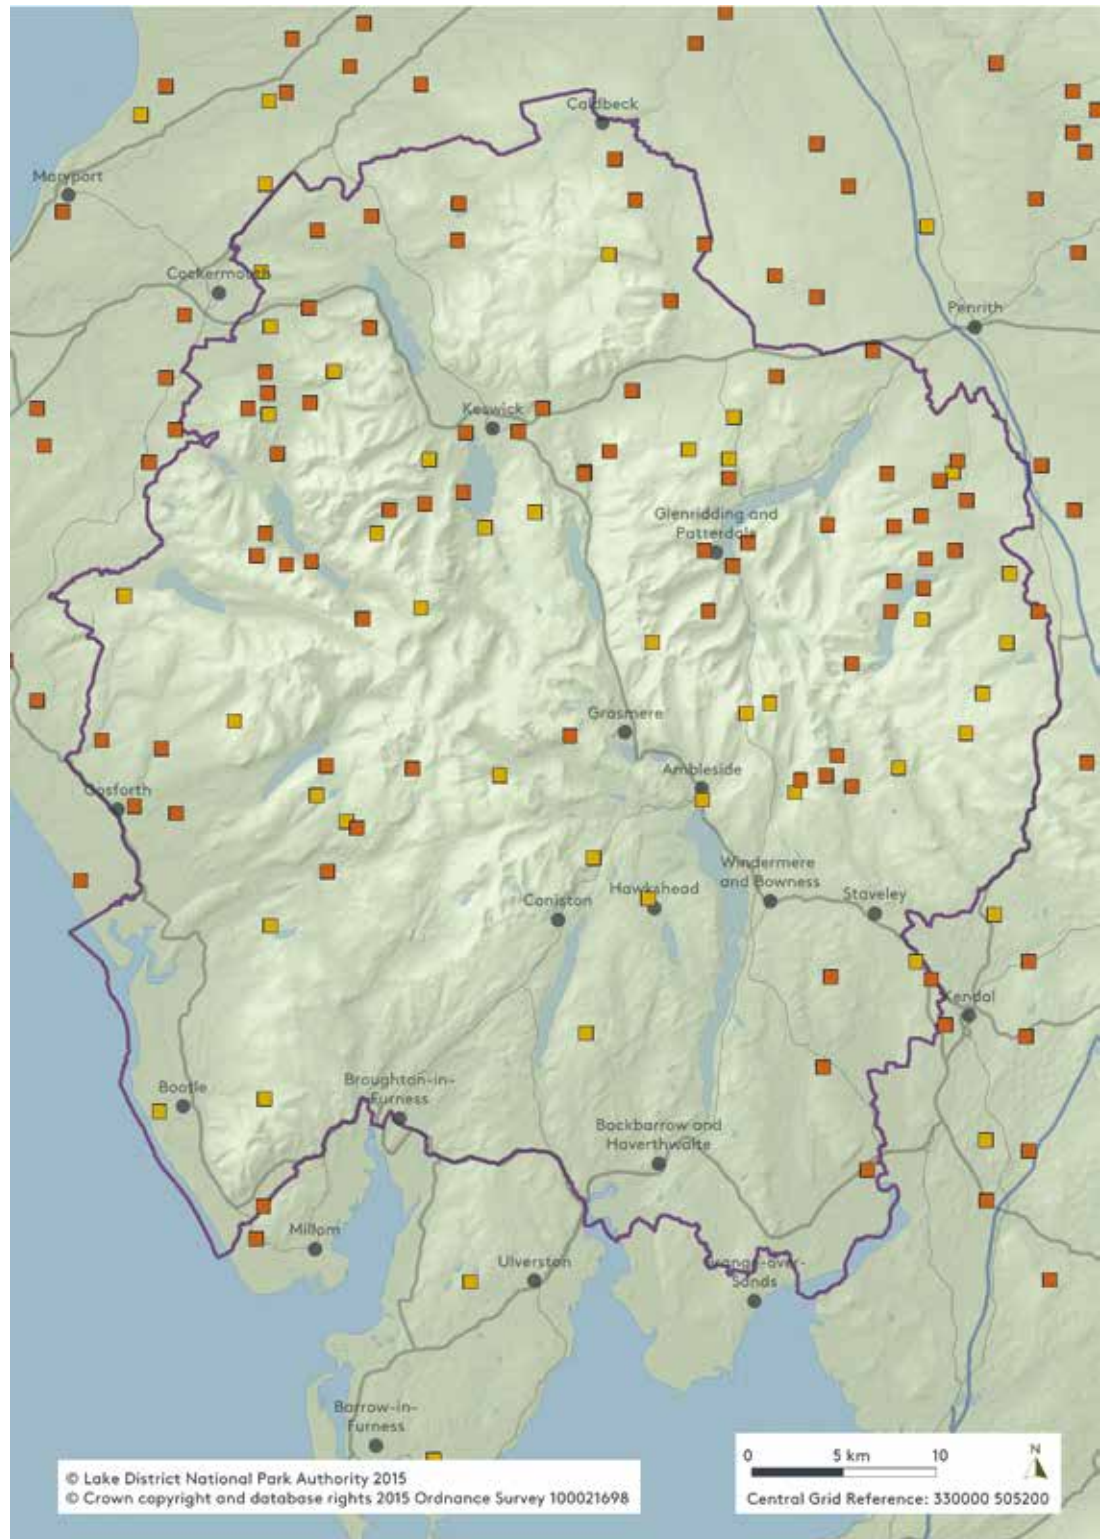 Caldbeck
Maryport
Cockermouth
Penrith
Keswick
Glenridding and
Patterdale
Grasmere
Ambleside
Gosforth
Windermere
and Bowness
Hawkshead
Staveley
Coniston
Kendal
Bootle
Broughton-in-
Furness
Backbarrow and
Haverthwaite
Millom
Ulverston
Grange-over-
Sands
Barrow-in-
Furness
0 5 km 10
N
© Lake District National Park Authority 2015
© Crown copyright and database rights 2015 Ordnance Survey 100021698
Central Grid Reference: 330000 505200